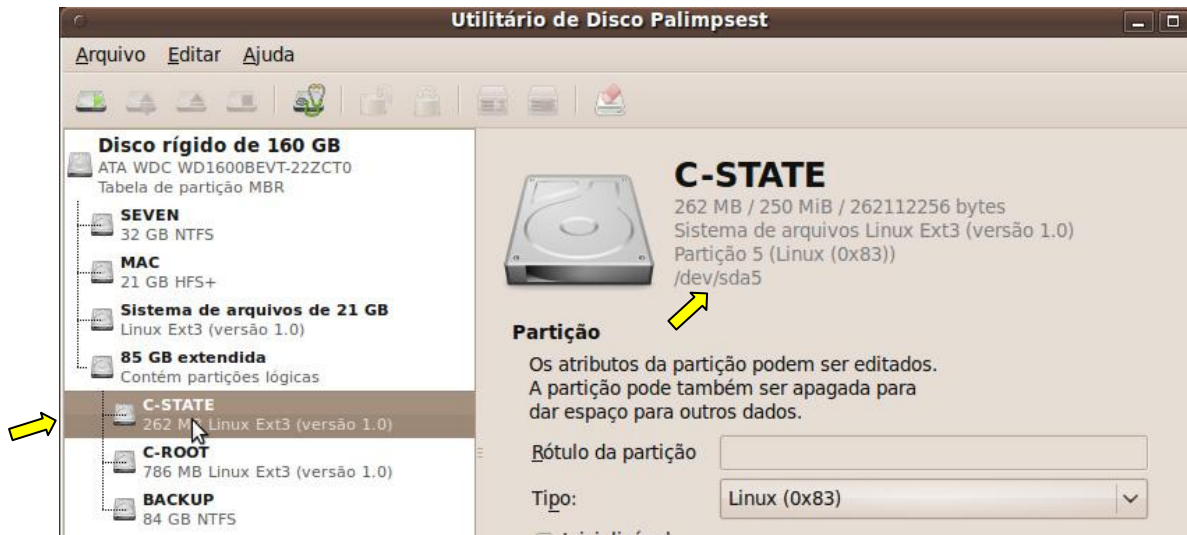 Utilitário de Disco Palimpsest
Arquivo Editar Ajuda
Disco rígido de 160 GB
ATA WDC WD1600BEVT-22ZCT0
Tabela de partição MBR
SEVEN
32 GB NTFS
MAC
21 GB HFS+
Sistema de arquivos de 21 GB
Linux Ext3 (versão 1.0)
85 GB extendida
Contém partições lógicas
C-STATE
262 MB Linux Ext3 (versão 1.0)
C-ROOT
786 MB Linux Ext3 (versão 1.0)
BACKUP
84 GB NTFS
C-STATE
262 MB / 250 MiB / 262112256 bytes
Sistema de arquivos Linux Ext3 (versão 1.0)
Partição 5 (Linux (0x83))
/dev/sda5
Partição
Os atributos da partição podem ser editados.
A partição pode também ser apagada para
dar espaço para outros dados.
Rótulo da partição
Tipo: Linux (0x83)